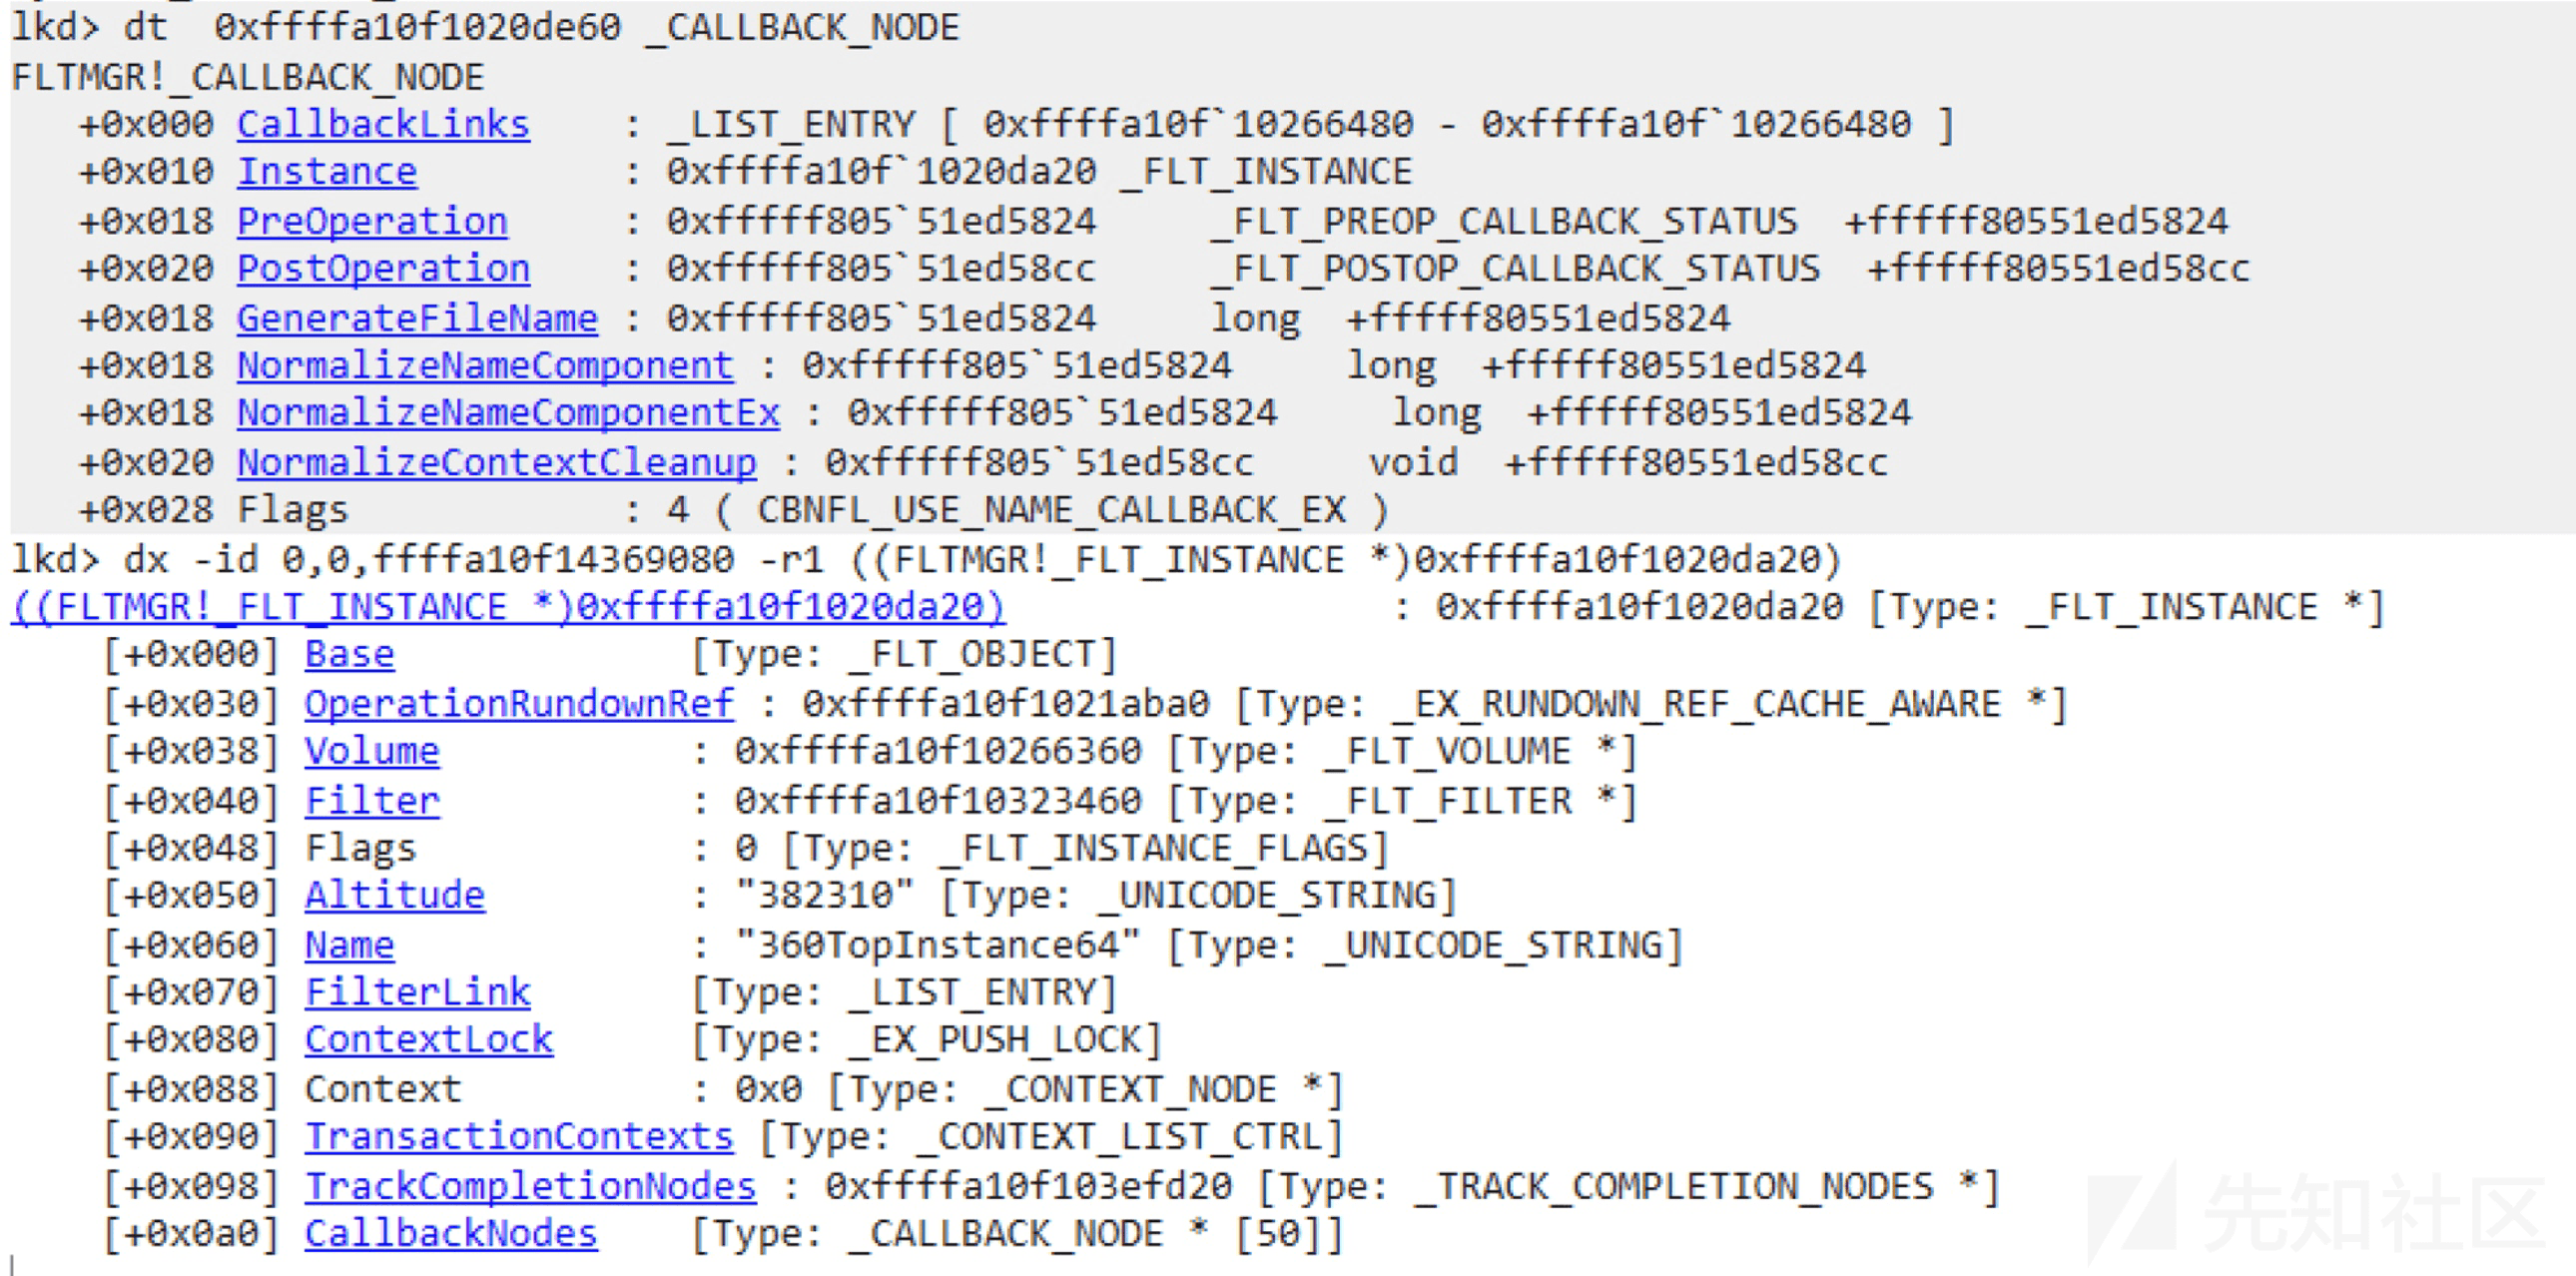 lkd> dt  0xffffa10f1020de60 _CALLBACK_NODE
FLTMGR!_CALLBACK_NODE
   +0x000 CallbackLinks    : _LIST_ENTRY [ 0xffffa10f`10266480 - 0xffffa10f`10266480 ]
   +0x010 Instance         : 0xffffa10f`1020da20 _FLT_INSTANCE
   +0x018 PreOperation     : 0xfffff805`51ed5824     _FLT_PREOP_CALLBACK_STATUS  +fffff80551ed5824
   +0x020 PostOperation    : 0xfffff805`51ed58cc     _FLT_POSTOP_CALLBACK_STATUS  +fffff80551ed58cc
   +0x018 GenerateFileName : 0xfffff805`51ed5824     long  +fffff80551ed5824
   +0x018 NormalizeNameComponent : 0xfffff805`51ed5824     long  +fffff80551ed5824
   +0x018 NormalizeNameComponentEx : 0xfffff805`51ed5824     long  +fffff80551ed5824
   +0x020 NormalizeContextCleanup : 0xfffff805`51ed58cc     void  +fffff80551ed58cc
   +0x028 Flags            : 4 ( CBNFL_USE_NAME_CALLBACK_EX )
lkd> dx -id 0,0,ffffa10f14369080 -r1 ((FLTMGR!_FLT_INSTANCE *)0xffffa10f1020da20)
((FLTMGR!_FLT_INSTANCE *)0xffffa10f1020da20)                 : 0xffffa10f1020da20 [Type: _FLT_INSTANCE *]
    [+0x000] Base             [Type: _FLT_OBJECT]
    [+0x030] OperationRundownRef : 0xffffa10f1021aba0 [Type: _EX_RUNDOWN_REF_CACHE_AWARE *]
    [+0x038] Volume           : 0xffffa10f10266360 [Type: _FLT_VOLUME *]
    [+0x040] Filter           : 0xffffa10f10323460 [Type: _FLT_FILTER *]
    [+0x048] Flags            : 0 [Type: _FLT_INSTANCE_FLAGS]
    [+0x050] Altitude         : "382310" [Type: _UNICODE_STRING]
    [+0x060] Name             : "360TopInstance64" [Type: _UNICODE_STRING]
    [+0x070] FilterLink       [Type: _LIST_ENTRY]
    [+0x080] ContextLock      [Type: _EX_PUSH_LOCK]
    [+0x088] Context          : 0x0 [Type: _CONTEXT_NODE *]
    [+0x090] TransactionContexts [Type: _CONTEXT_LIST_CTRL]
    [+0x098] TrackCompletionNodes : 0xffffa10f103efd20 [Type: _TRACK_COMPLETION_NODES *]
    [+0x0a0] CallbackNodes    [Type: _CALLBACK_NODE * [50]]
先知社区